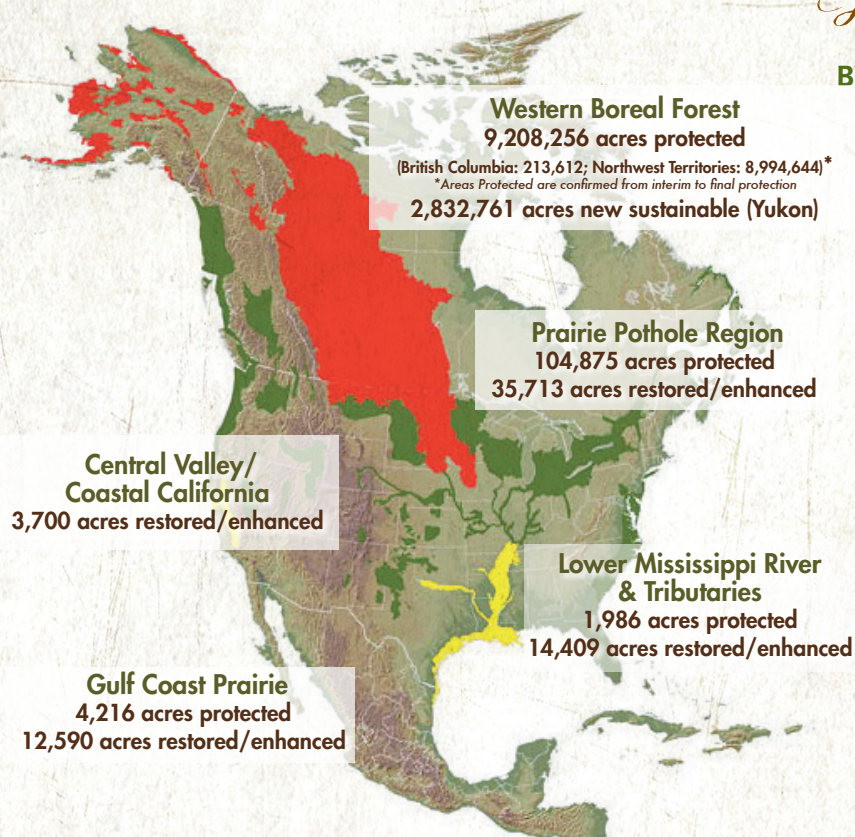 Western Boreal Forest
9,208,256 acres protected
(British Columbia: 213,612; Northwest Territories: 8,994,644)*
*Areas Protected are confirmed from interim to final protection
2,832,761 acres new sustainable (Yukon)
Prairie Pothole Region
104,875 acres protected
35,713 acres restored/enhanced
Central Valley/
Coastal California
3,700 acres restored/enhanced
Lower Mississippi River
& Tributaries
1,986 acres protected
14,409 acres restored/enhanced
Gulf Coast Prairie
4,216 acres protected
12,590 acres restored/enhanced